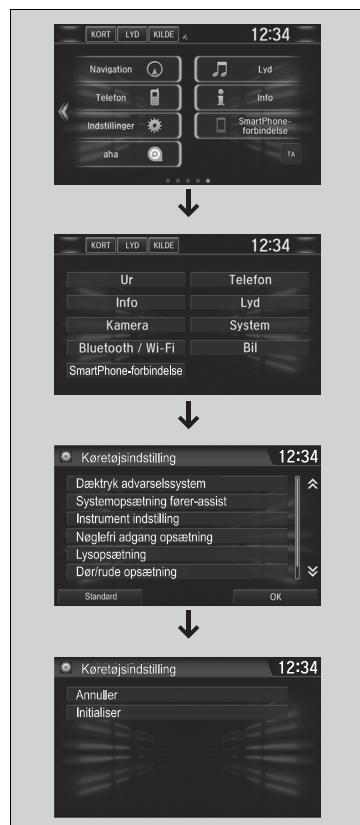 KORT LYD KILDE 12:34
Navigation Lyd
Telefon Info
Indstillinger SmartPhone-
forbindelse
aha TA
KORT LYD KILDE 12:34
Ur Telefon
Info Lyd
Kamera System
Bluetooth / Wi-Fi Bil
SmartPhone-forbindelse
Køretøjsindstilling 12:34
Dæktryk advarselssystem
Systemopsætning fører-assist
Instrument indstilling
Nøglefri adgang opsætning
Lysopsætning
Dør/rude opsætning
Standard OK
Køretøjsindstilling 12:34
Annuller
Initialiser